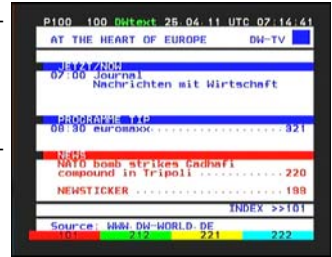 P100 100 DWtext 25.04.11 UTC 07:14:41
AT THE HEART OF EUROPE DW-TV
JETZT/NOW
07:00 Journal
Nachrichten mit Wirtschaft
PROGRAMME TIP
08:30 euromaxx................... 321
NEWS
NATO bomb strikes Gadhafi
compound in Tripoli ........ 220
NEWSTICKER .................. 199
INDEX >>101
Source: WWW.DW-WORLD.DE
101 212 221 222